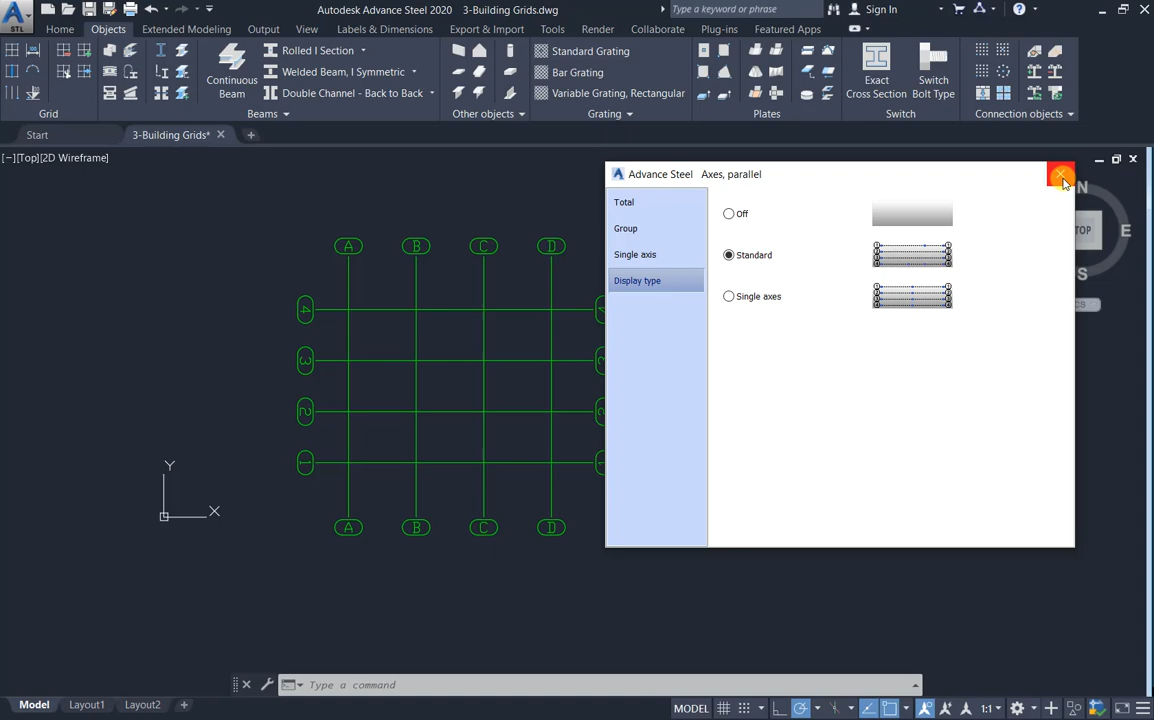 Autodesk Advance Steel 2020 3-Building Grids.dwg
Type a keyword or phrase
Sign In
STL
Home Objects Extended Modeling Output View Labels & Dimensions Export & Import Tools Render Collaborate Plug-ins Featured Apps
Continuous Beam
Rolled I Section
Welded Beam, I Symmetric
Double Channel - Back to Back
Standard Grating
Bar Grating
Variable Grating, Rectangular
Exact Cross Section
Switch Bolt Type
Grid Beams Other objects Grating Plates Switch Connection objects
Start 3-Building Grids*
[−][Top][2D Wireframe]
Advance Steel Axes, parallel
Total
Group
Single axis
Display type
Off
Standard
Single axes
N
TOP
E
S
A B C D
4
3
2
1
A B C D
Y
X
Type a command
Model Layout1 Layout2
MODEL
1:1